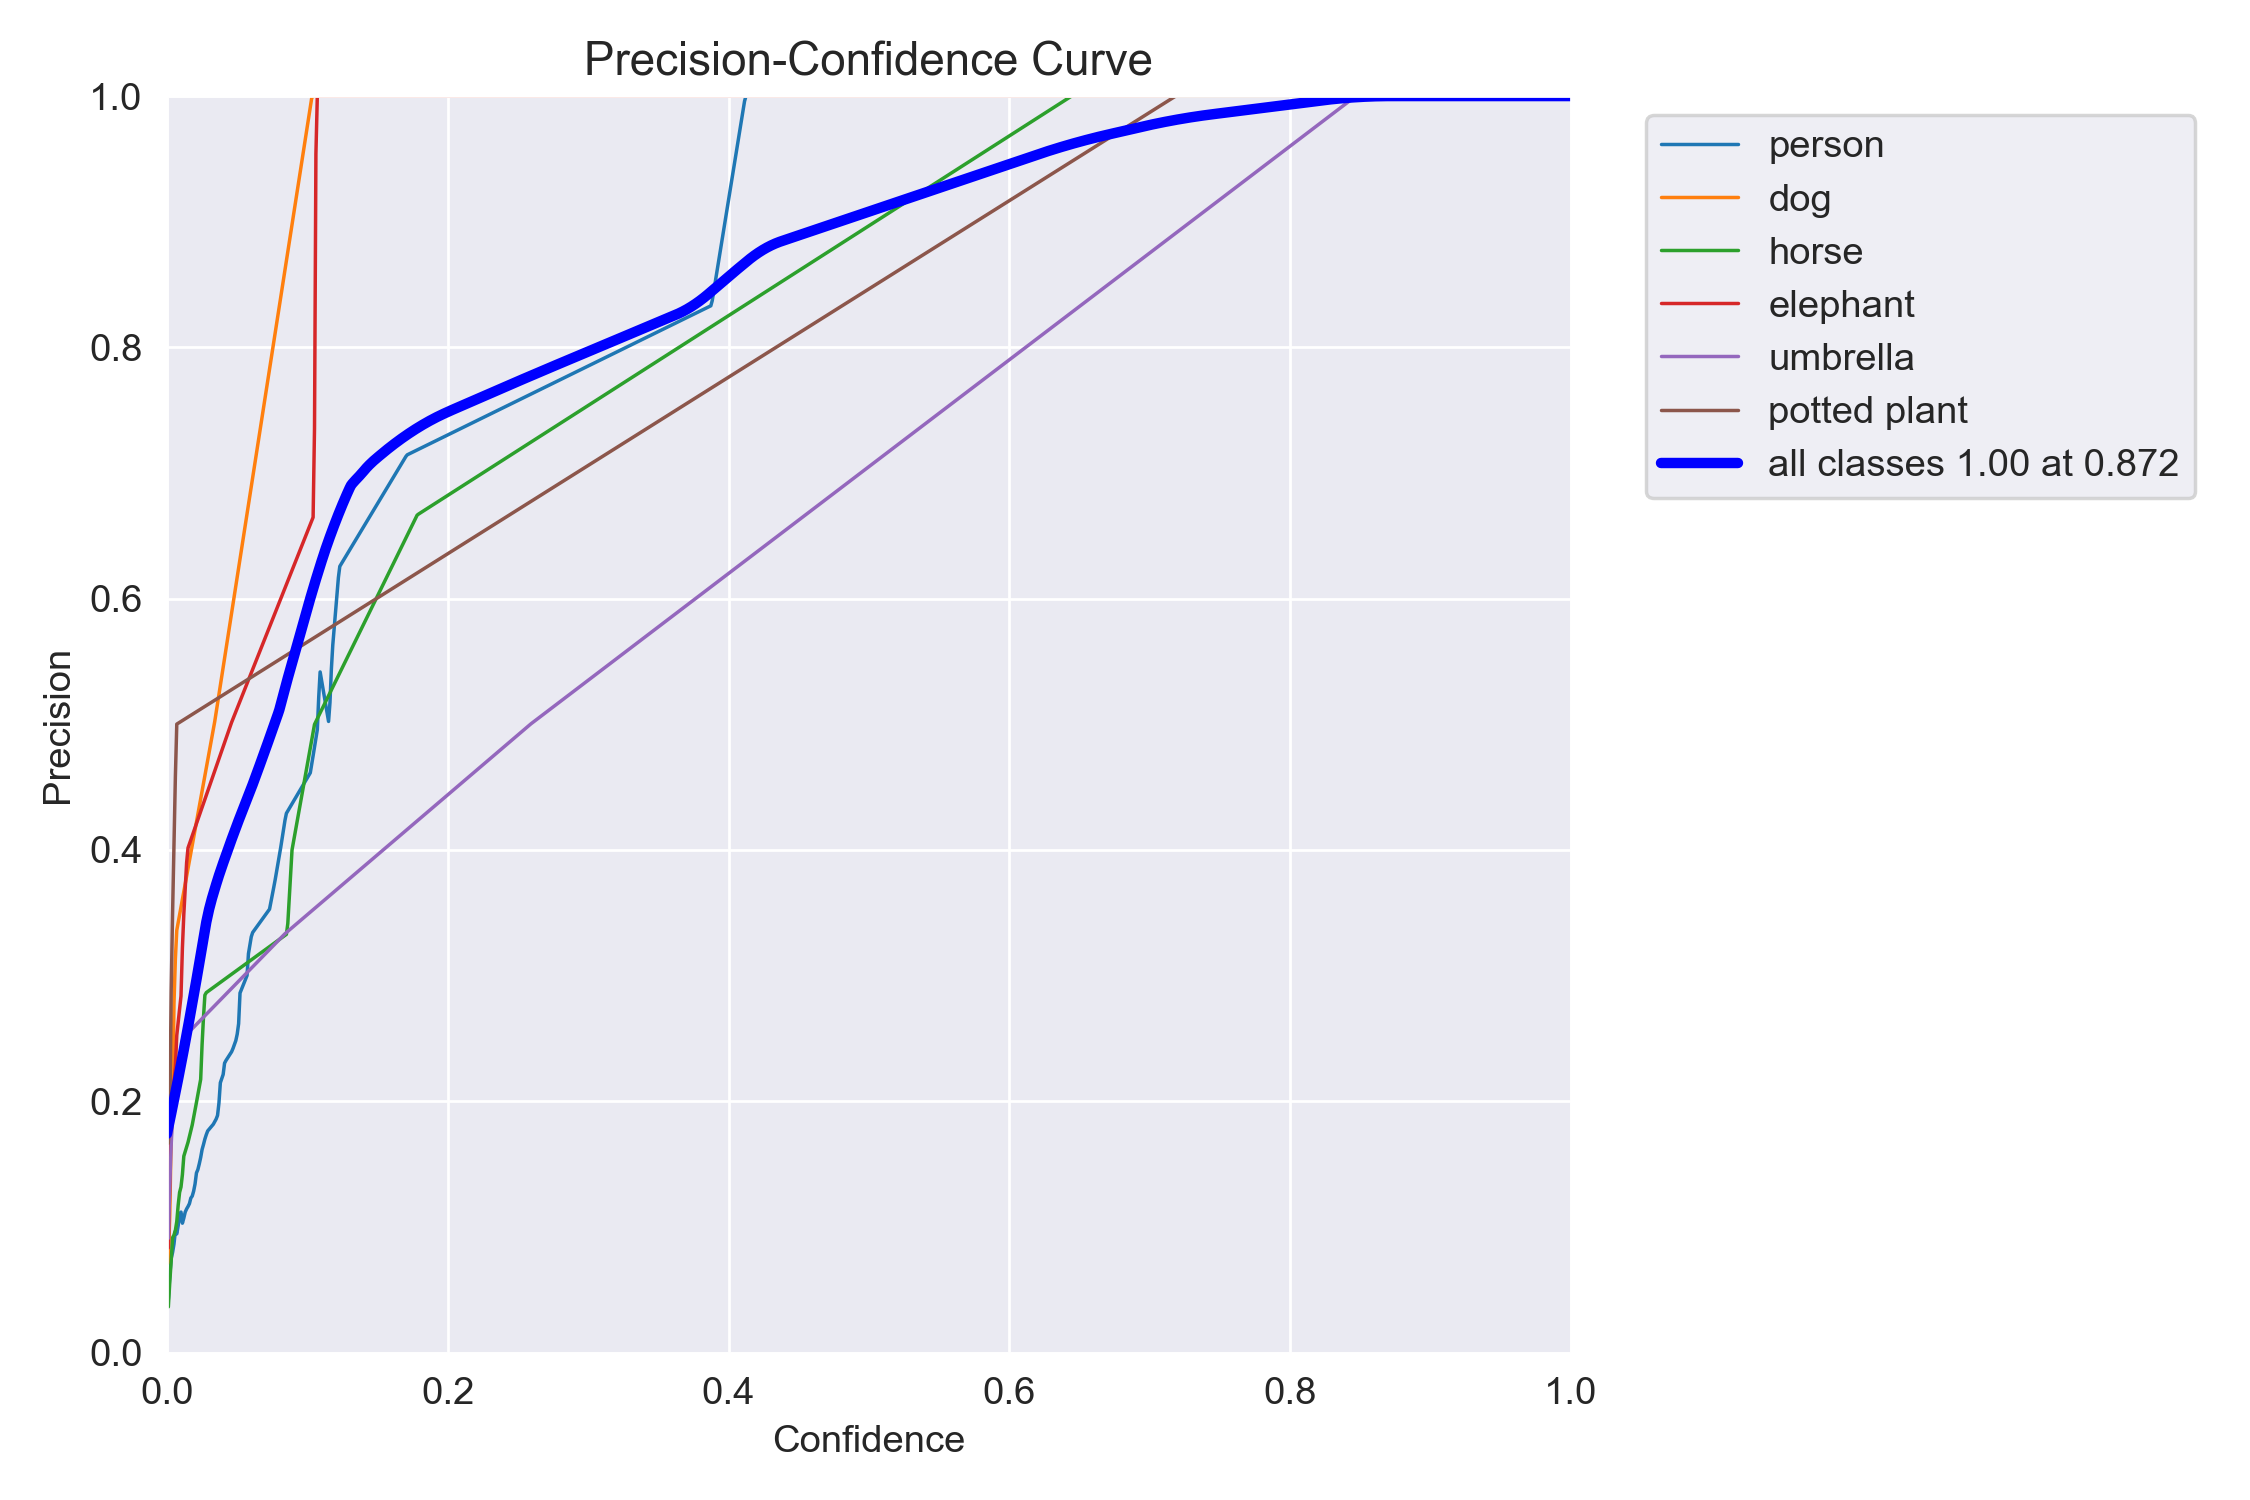 Precision-Confidence Curve
1.0
0.8
0.6
0.4
0.2
0.0
Precision
0.0 0.2 0.4 0.6 0.8 1.0
Confidence
person
dog
horse
elephant
umbrella
potted plant
all classes 1.00 at 0.872